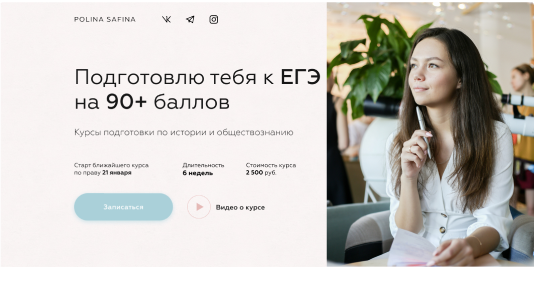 POLINA SAFINA
Подготовлю тебя к ЕГЭ
на 90+ баллов
Курсы подготовки по истории и обществознанию
Старт ближайшего курса
по праву 21 января
Длительность
6 недель
Стоимость курса
2 500 руб.
Записаться
Видео о курсе